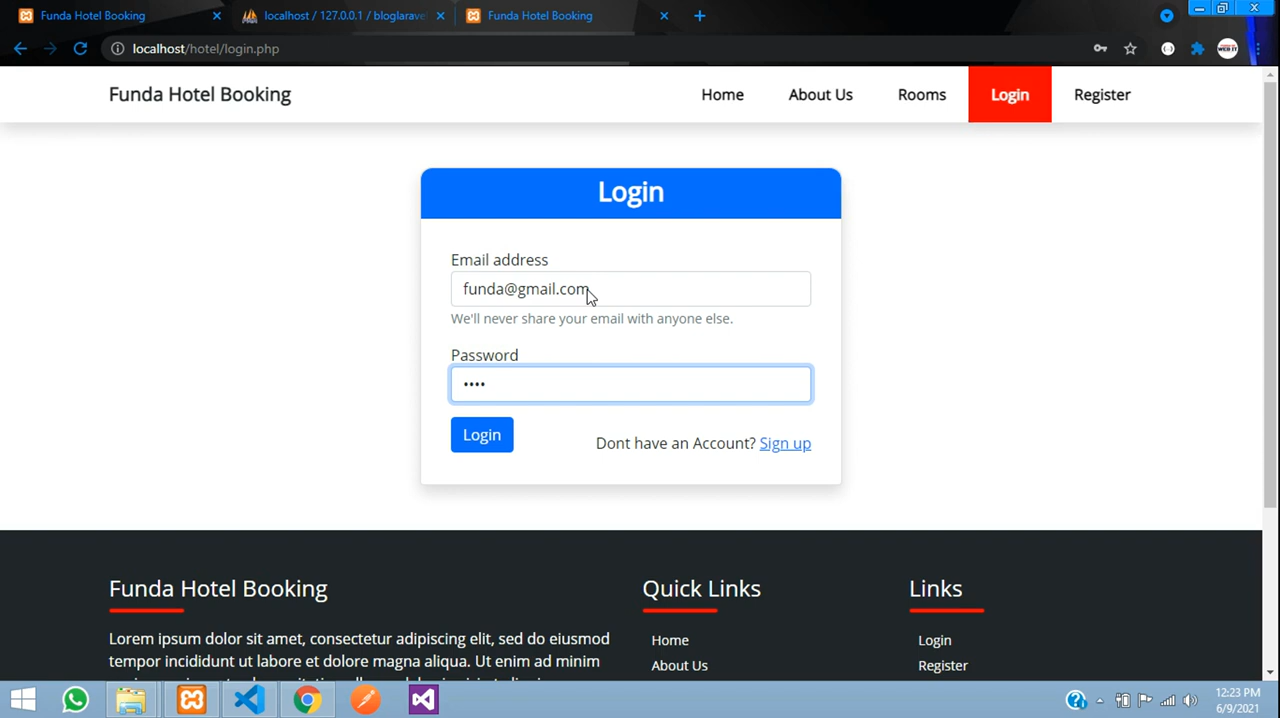 Funda Hotel Booking
localhost / 127.0.0.1 / bloglarave
Funda Hotel Booking
localhost/hotel/login.php
Funda Hotel Booking
Home
About Us
Rooms
Login
Register
Login
Email address
funda@gmail.com
We'll never share your email with anyone else.
Password
••••
Login
Dont have an Account? Sign up
Funda Hotel Booking
Quick Links
Links
Lorem ipsum dolor sit amet, consectetur adipiscing elit, sed do eiusmod
tempor incididunt ut labore et dolore magna aliqua. Ut enim ad minim
Home
About Us
Login
Register
12:23 PM
6/9/2021